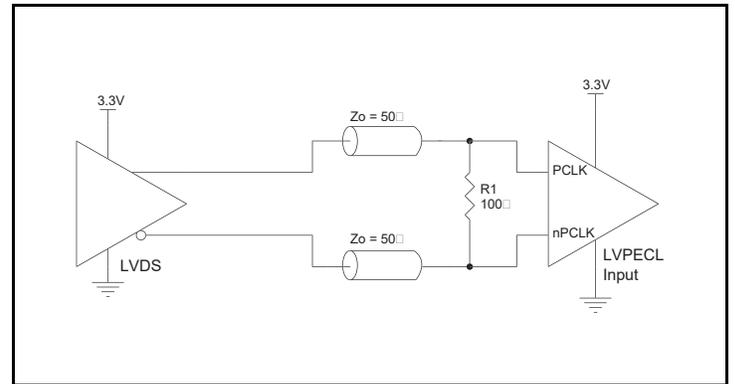 3.3V
3.3V
Zo = 50□
PCLK
R1
100□
nPCLK
Zo = 50□
LVDS
LVPECL
Input